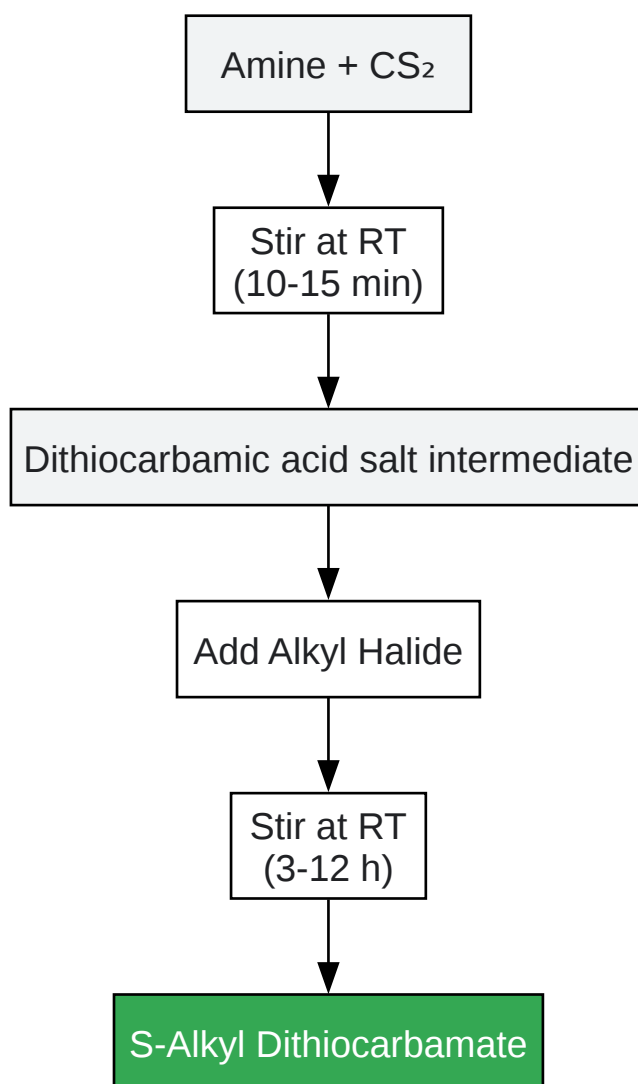 Amine + CS₂
Stir at RT
(10-15 min)
Dithiocarbamic acid salt intermediate
Add Alkyl Halide
Stir at RT
(3-12 h)
S-Alkyl Dithiocarbamate